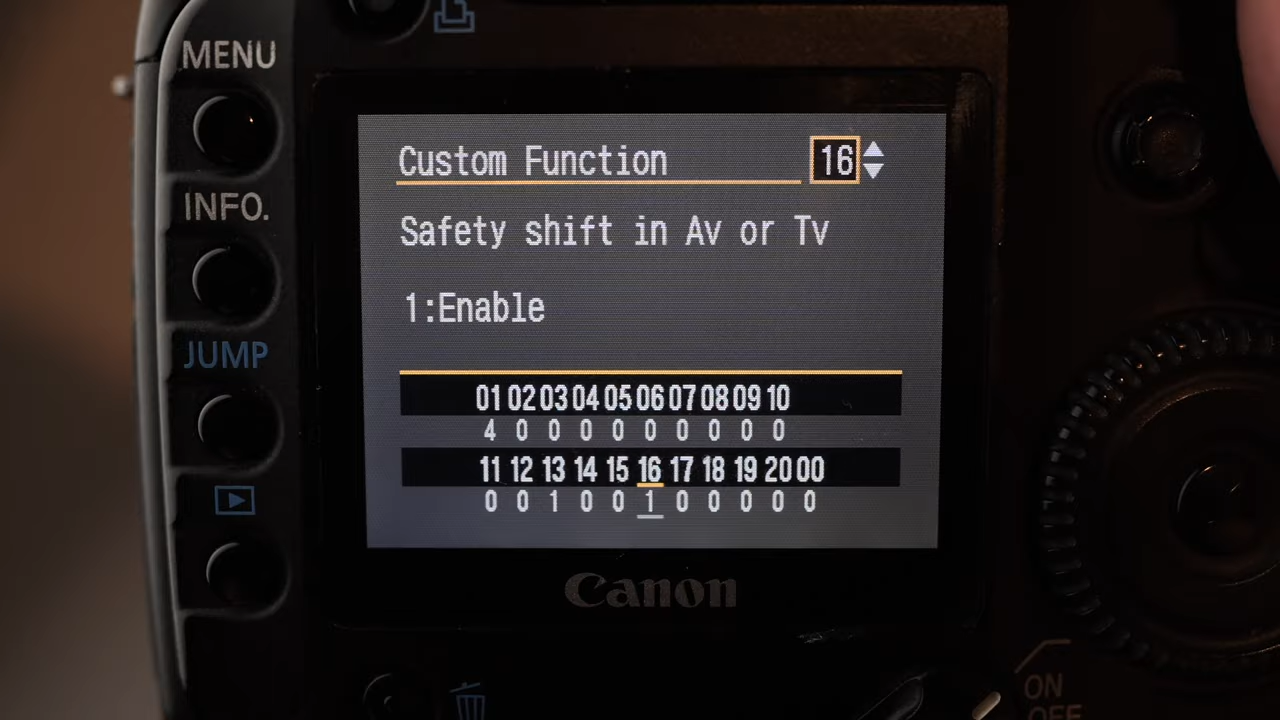 MENU
INFO.
JUMP
Custom Function 16
Safety shift in Av or Tv
1:Enable
01 02 03 04 05 06 07 08 09 10
4 0 0 0 0 0 0 0 0 0
11 12 13 14 15 16 17 18 19 20 00
0 0 1 0 0 1 0 0 0 0 0
Canon
ON
OFF